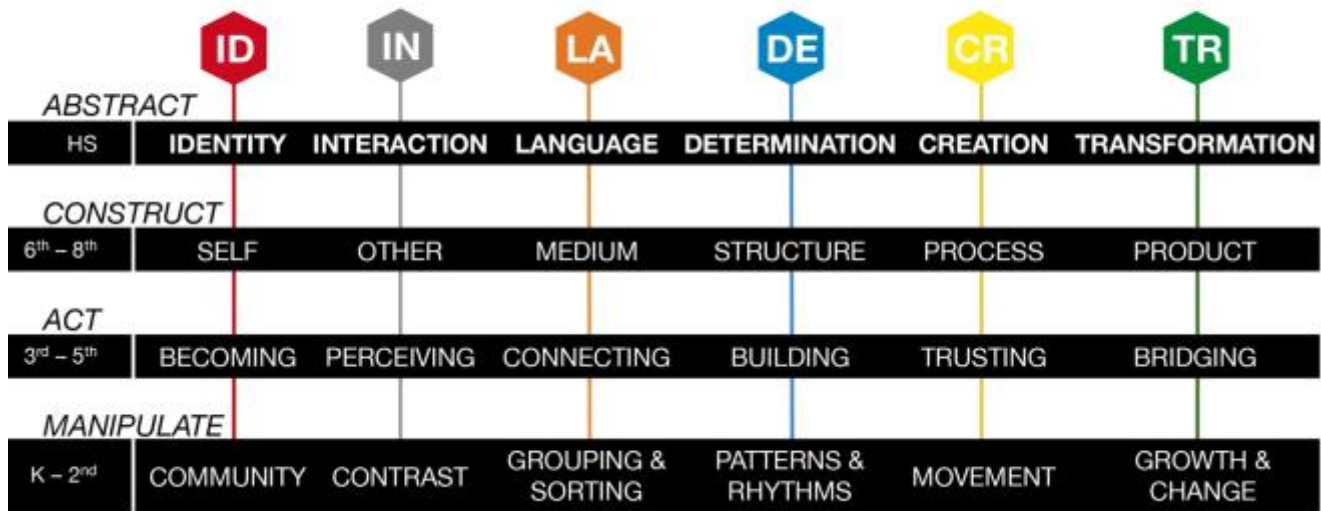 ID IN LA DE CR TR
ABSTRACT
HS IDENTITY INTERACTION LANGUAGE DETERMINATION CREATION TRANSFORMATION
CONSTRUCT
6th – 8th SELF OTHER MEDIUM STRUCTURE PROCESS PRODUCT
ACT
3rd – 5th BECOMING PERCEIVING CONNECTING BUILDING TRUSTING BRIDGING
MANIPULATE
K – 2nd COMMUNITY CONTRAST GROUPING & SORTING PATTERNS & RHYTHMS MOVEMENT GROWTH & CHANGE